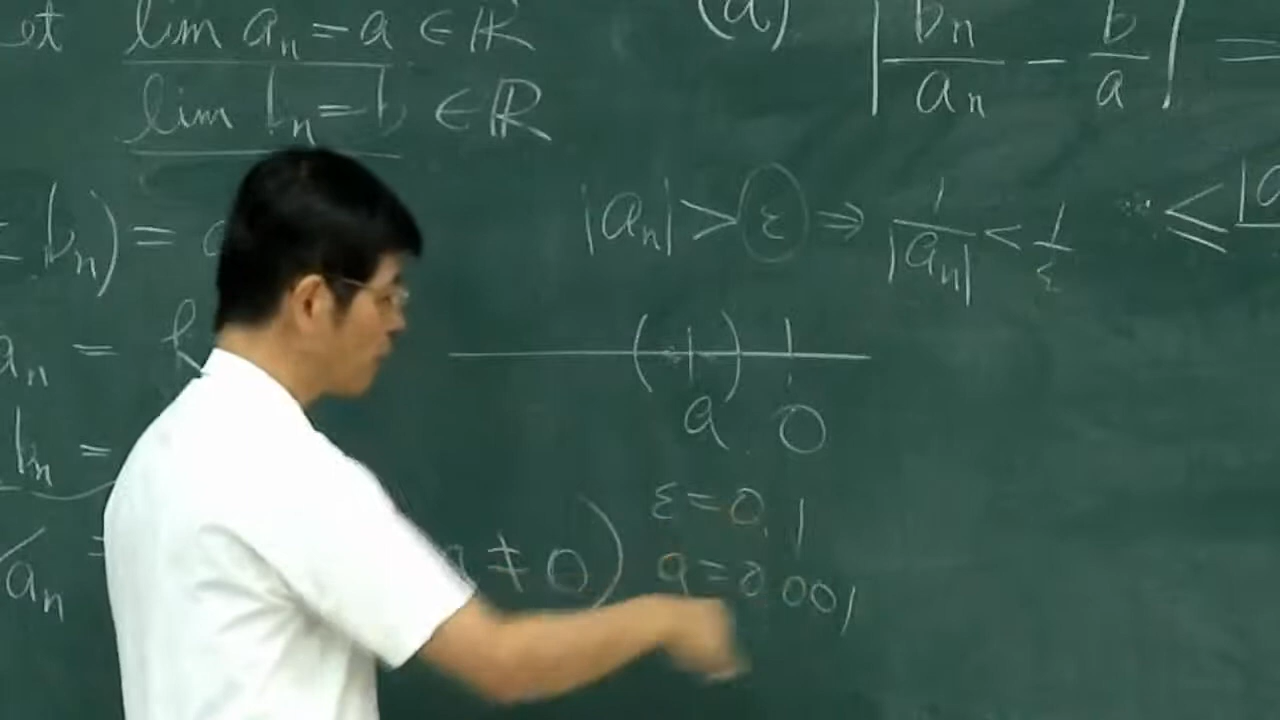 et lim aₙ = a ∈ ℝ
lim bₙ = b ∈ ℝ
bₙ) =
aₙ =
bₙ =
/aₙ =
≠ 0)
(a) | bₙ/aₙ - b/a | =
|aₙ| > ε ⇒ 1/|aₙ| < 1/ε
≤
( | ) |
a 0
ε = 0.1
a = 0.001